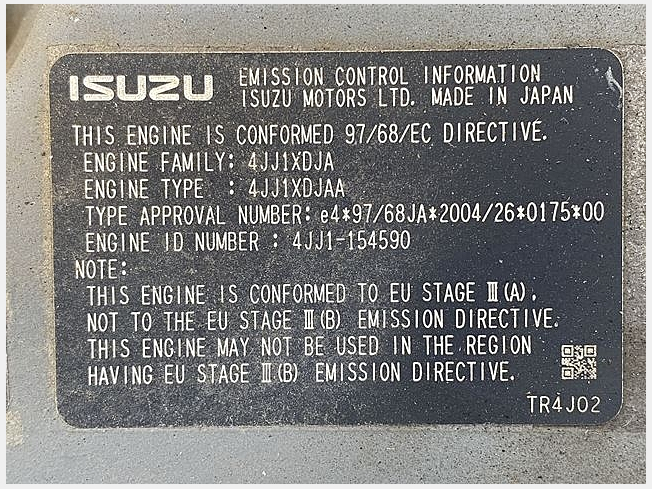 ISUZU EMISSION CONTROL INFORMATION
ISUZU MOTORS LTD. MADE IN JAPAN
THIS ENGINE IS CONFORMED 97/68/EC DIRECTIVE.
ENGINE FAMILY: 4JJ1XDJA
ENGINE TYPE : 4JJ1XDJAA
TYPE APPROVAL NUMBER: e4*97/68JA*2004/26*0175*00
ENGINE ID NUMBER : 4JJ1-154590
NOTE:
THIS ENGINE IS CONFORMED TO EU STAGE Ⅲ(A),
NOT TO THE EU STAGE Ⅲ(B) EMISSION DIRECTIVE.
THIS ENGINE MAY NOT BE USED IN THE REGION
HAVING EU STAGE Ⅲ(B) EMISSION DIRECTIVE.
TR4J02